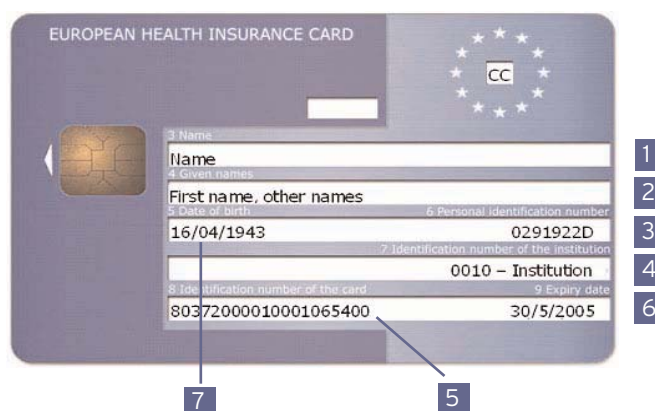 EUROPEAN HEALTH INSURANCE CARD
CC
3 Name
Name
1
4 Given names
First name, other names
2
5 Date of birth 6 Personal identification number
16/04/1943 0291922D
3
7 Identification number of the institution
0010 – Institution
4
8 Identification number of the card 9 Expiry date
80372000010001065400 30/5/2005
6
7 5